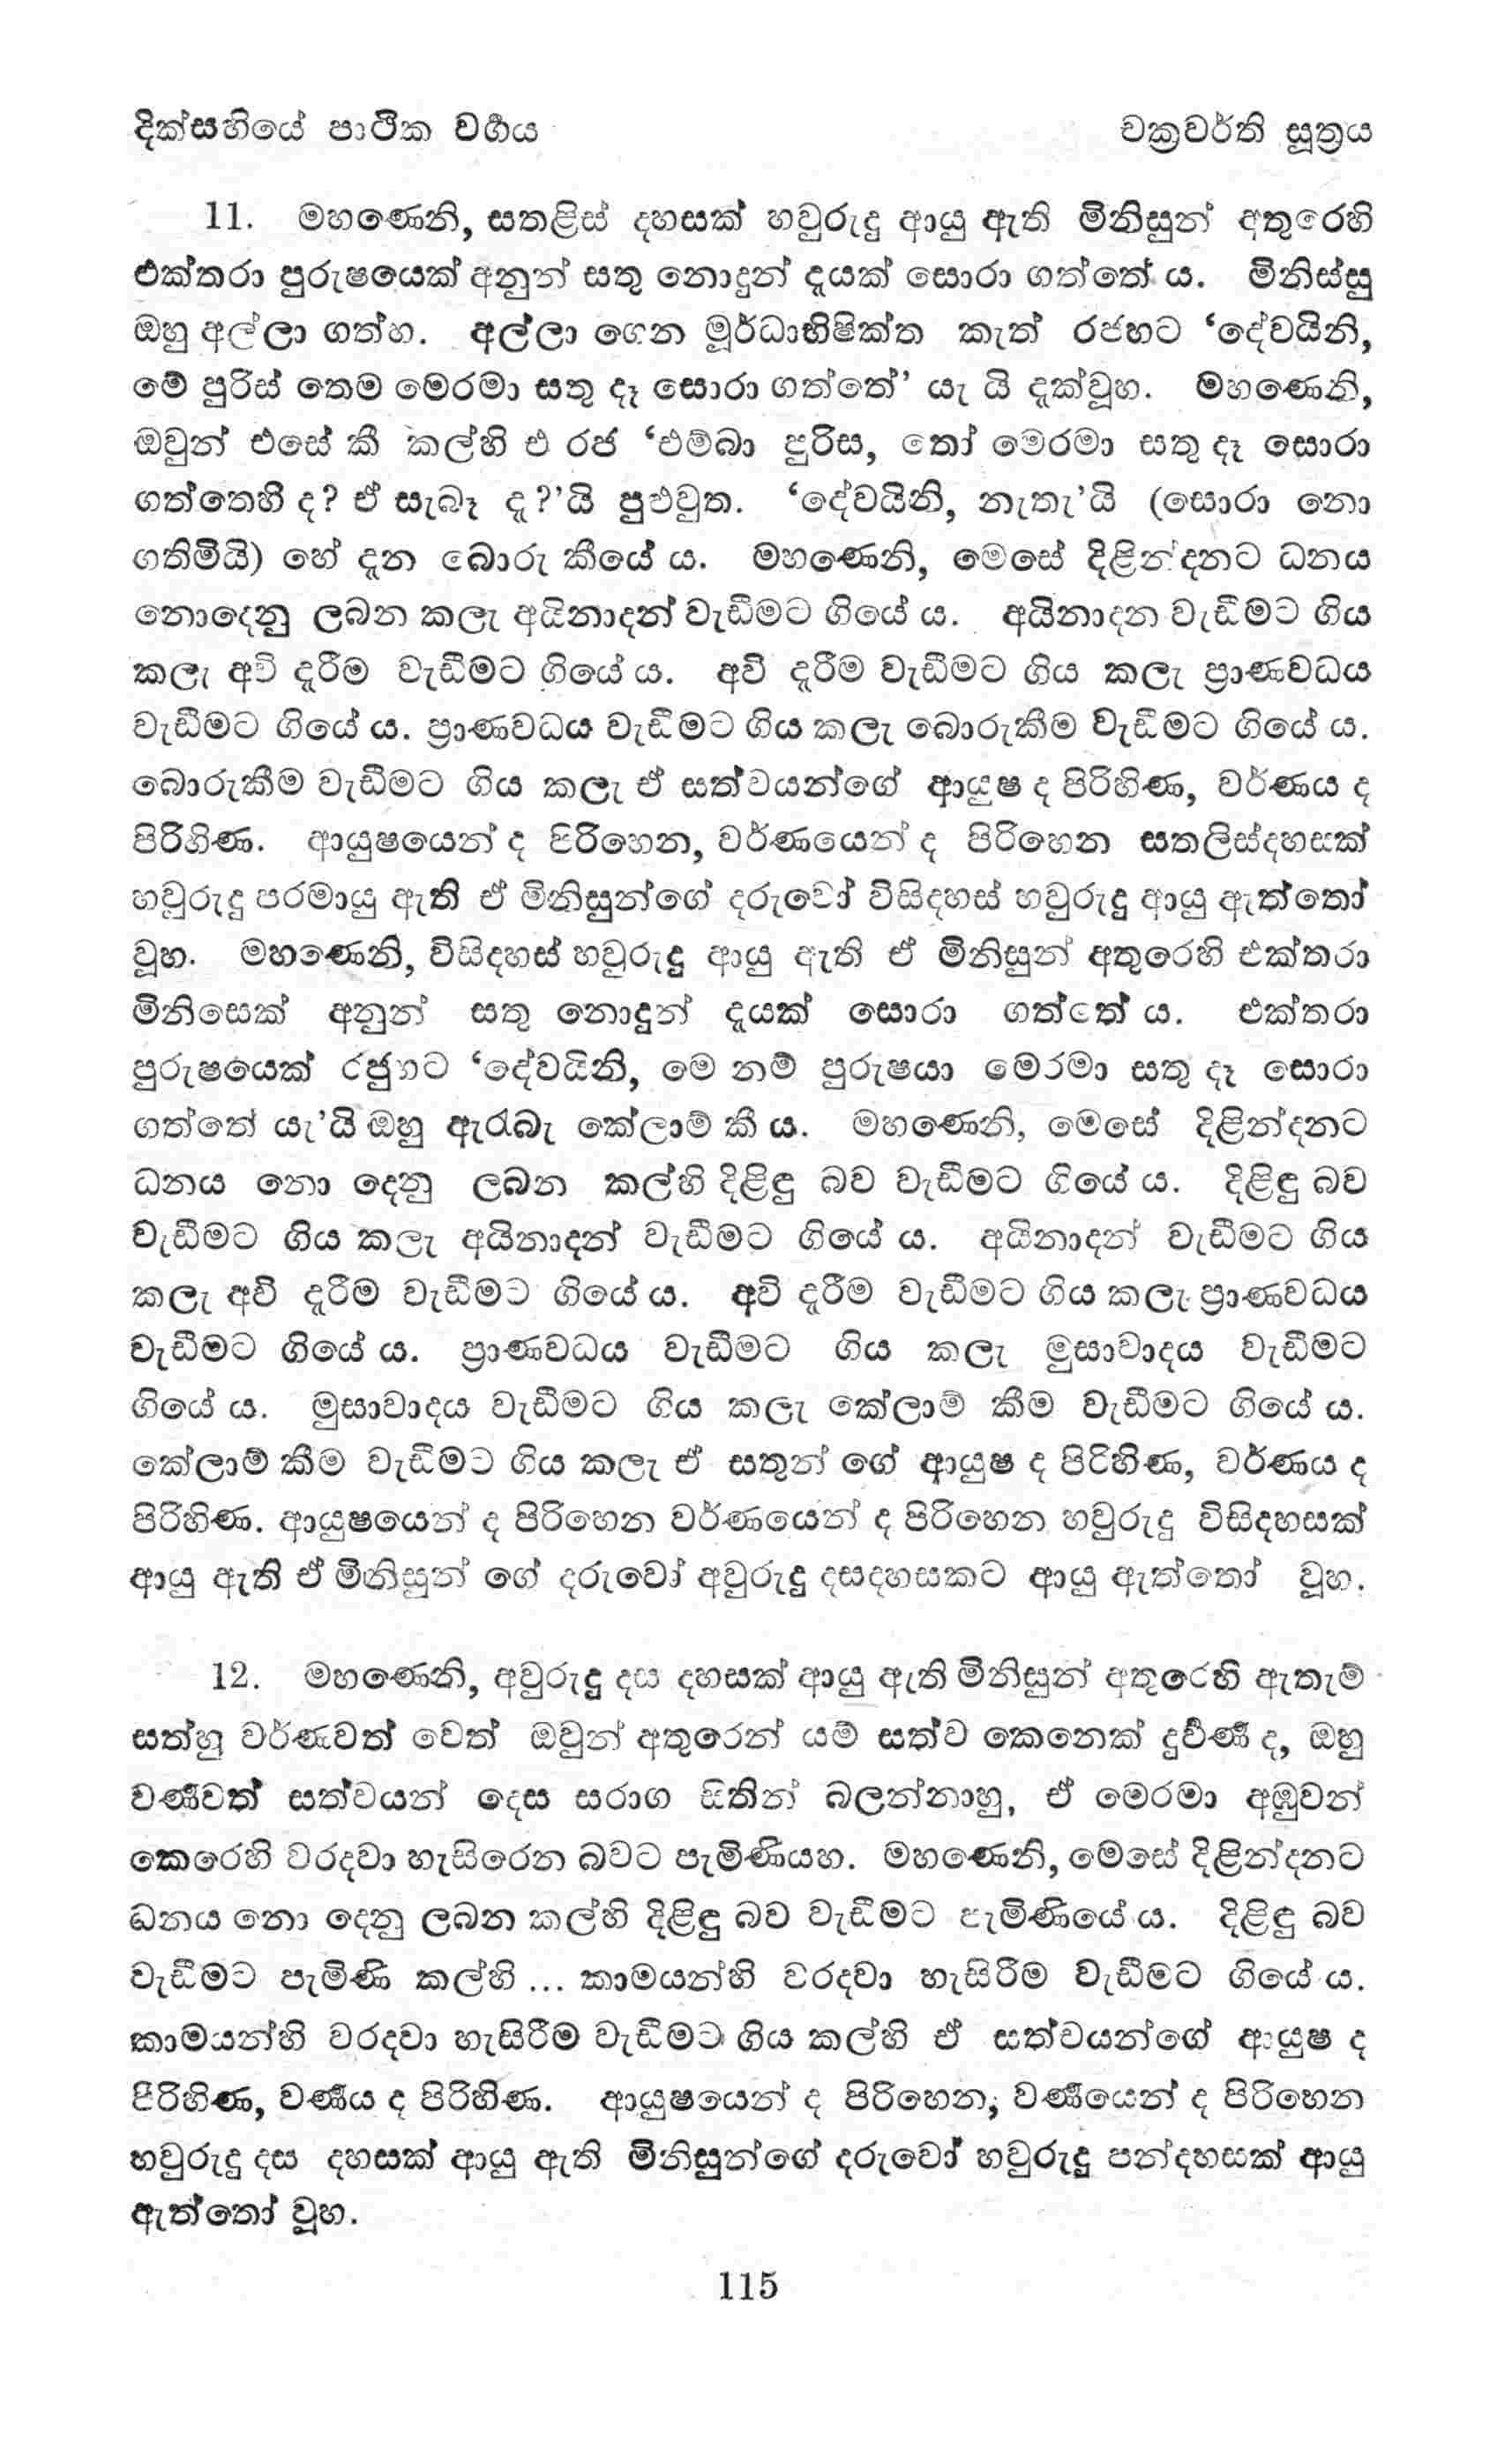 දික්සඟියේ පාථික වර්‍ගය
චක්‍රවර්ති සූත්‍රය
11. මහණෙනි, සතළිස් දහසක් හවුරුදු ආයු ඇති මිනිසුන් අතුරෙහි
එක්තරා පුරුෂයෙක් අනුන් සතු නොදුන් දෑයක් සොරා ගත්තේ ය. මිනිස්සු
ඔහු අල්ලා ගත්හ. අල්ලා ගෙන මූර්ධාභිෂික්ත කැත් රජහට ‘දේවයිනි,
මේ පුරිස් තෙම මෙරමා සතු දෑ සොරා ගත්තේ’ යැ යි දැක්වූහ. මහණෙනි,
ඔවුන් එසේ කී කල්හි එ රජ ‘එම්බා පුරිස, තෝ මෙරමා සතු දෑ සොරා
ගත්තෙහි ද? ඒ සැබෑ ද?’යි පුළුවුත. ‘දේවයිනි, නැතැ’යි (සොරා නො
ගතිමියි) හේ දැන බොරු කීයේ ය. මහණෙනි, මෙසේ දිළින්දනට ධනය
නොදෙනු ලබන කලැ අයිනාදන් වැඩීමට ගියේ ය. අයිනාදන වැඩීමට ගිය
කලැ අවි දැරීම වැඩීමට ගියේ ය. අවි දැරීම වැඩීමට ගිය කලැ ප්‍රාණවධය
වැඩීමට ගියේ ය. ප්‍රාණවධය වැඩීමට ගිය කලැ බොරුකීම වැඩීමට ගියේ ය.
බොරුකීම වැඩීමට ගිය කලැ ඒ සත්වයන්ගේ ආයුෂ ද පිරිහිණ, වර්ණය ද
පිරිහිණ. ආයුෂයෙන් ද පිරිහෙන, වර්ණයෙන් ද පිරිහෙන සතලිස්දහසක්
හවුරුදු පරමායු ඇති ඒ මිනිසුන්ගේ දරුවෝ විසිදහස් හවුරුදු ආයු ඇත්තෝ
වූහ. මහණෙනි, විසිදහස් හවුරුදු ආයු ඇති ඒ මිනිසුන් අතුරෙහි එක්තරා
මිනිසෙක් අනුන් සතු නොදුන් දෑයක් සොරා ගත්තේ ය. එක්තරා
පුරුෂයෙක් රජුහට ‘දේවයිනි, මෙ නම් පුරුෂයා මෙරමා සතු දෑ සොරා
ගත්තේ යැ’යි ඔහු ඇරැබැ කේලාම් කී ය. මහණෙනි, මෙසේ දිළින්දනට
ධනය නො දෙනු ලබන කල්හි දිළිඳු බව වැඩීමට ගියේ ය. දිළිඳු බව
වැඩීමට ගිය කලැ අයිනාදන් වැඩීමට ගියේ ය. අයිනාදන් වැඩීමට ගිය
කලැ අවි දැරීම වැඩීමට ගියේ ය. අවි දැරීම වැඩීමට ගිය කලැ ප්‍රාණවධය
වැඩීමට ගියේ ය. ප්‍රාණවධය වැඩීමට ගිය කලැ මුසාවාදය වැඩීමට
ගියේ ය. මුසාවාදය වැඩීමට ගිය කලැ කේලාම් කීම වැඩීමට ගියේ ය.
කේලාම් කීම වැඩීමට ගිය කලැ ඒ සතුන් ගේ ආයුෂ ද පිරිහිණ, වර්ණය ද
පිරිහිණ. ආයුෂයෙන් ද පිරිහෙන වර්ණයෙන් ද පිරිහෙන හවුරුදු විසිදහසක්
ආයු ඇති ඒ මිනිසුන් ගේ දරුවෝ අවුරුදු දසදහසකට ආයු ඇත්තෝ වූහ.
12. මහණෙනි, අවුරුදු දස දහසක් ආයු ඇති මිනිසුන් අතුරෙහි ඇතැම්
සත්හු වර්ණවත් වෙත් ඔවුන් අතුරෙන් යම් සත්ව කෙනෙක් දුර්‍වර්‍ණ ද, ඔහු
වර්‍ණවත් සත්වයන් දෙස සරාග සිතින් බලන්නාහු, ඒ මෙරමා අඹුවන්
කෙරෙහි වරදවා හැසිරෙන බවට පැමිණියහ. මහණෙනි, මෙසේ දිළින්දනට
ධනය නො දෙනු ලබන කල්හි දිළිඳු බව වැඩීමට පැමිණියේ ය. දිළිඳු බව
වැඩීමට පැමිණි කල්හි ... කාමයන්හි වරදවා හැසිරීම වැඩීමට ගියේ ය.
කාමයන්හි වරදවා හැසිරීම වැඩීමට ගිය කල්හි ඒ සත්වයන්ගේ ආයුෂ ද
පිරිහිණ, වර්‍ණය ද පිරිහිණ. ආයුෂයෙන් ද පිරිහෙන, වර්‍ණයෙන් ද පිරිහෙන
හවුරුදු දස දහසක් ආයු ඇති මිනිසුන්ගේ දරුවෝ හවුරුදු පන්දහසක් ආයු
ඇත්තෝ වූහ.
115